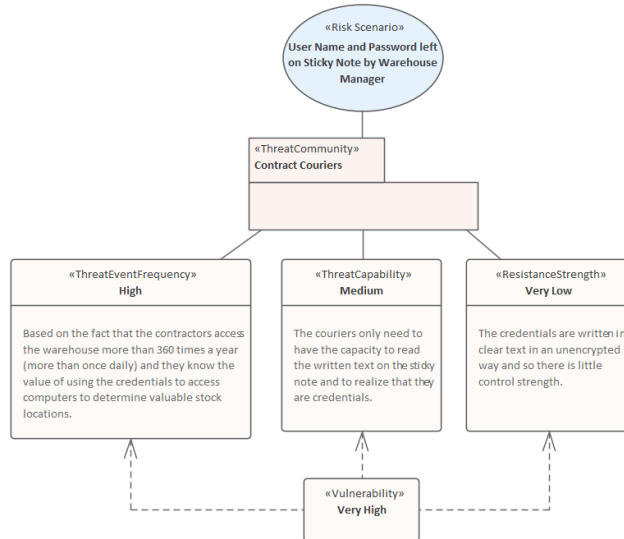 «Risk Scenario»
User Name and Password left
on Sticky Note by Warehouse
Manager
«ThreatCommunity»
Contract Couriers
«ThreatEventFrequency»
High
Based on the fact that the contractors access
the warehouse more than 360 times a year
(more than once daily) and they know the
value of using the credentials to access
computers to determine valuable stock
locations.
«ThreatCapability»
Medium
The couriers only need to
have the capacity to read
the written text on the sticky
note and to realize that they
are credentials.
«ResistanceStrength»
Very Low
The credentials are written in
clear text in an unencrypted
way and so there is little
control strength.
«Vulnerability»
Very High